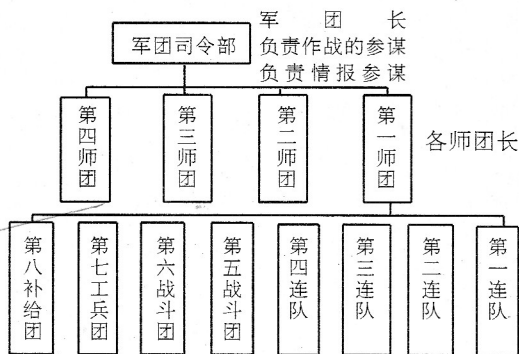 军团司令部
军团长
负责作战的参谋
负责情报参谋
第四师团
第三师团
第二师团
第一师团
各师团长
第八补给团
第七工兵团
第六战斗团
第五战斗团
第四连队
第三连队
第二连队
第一连队